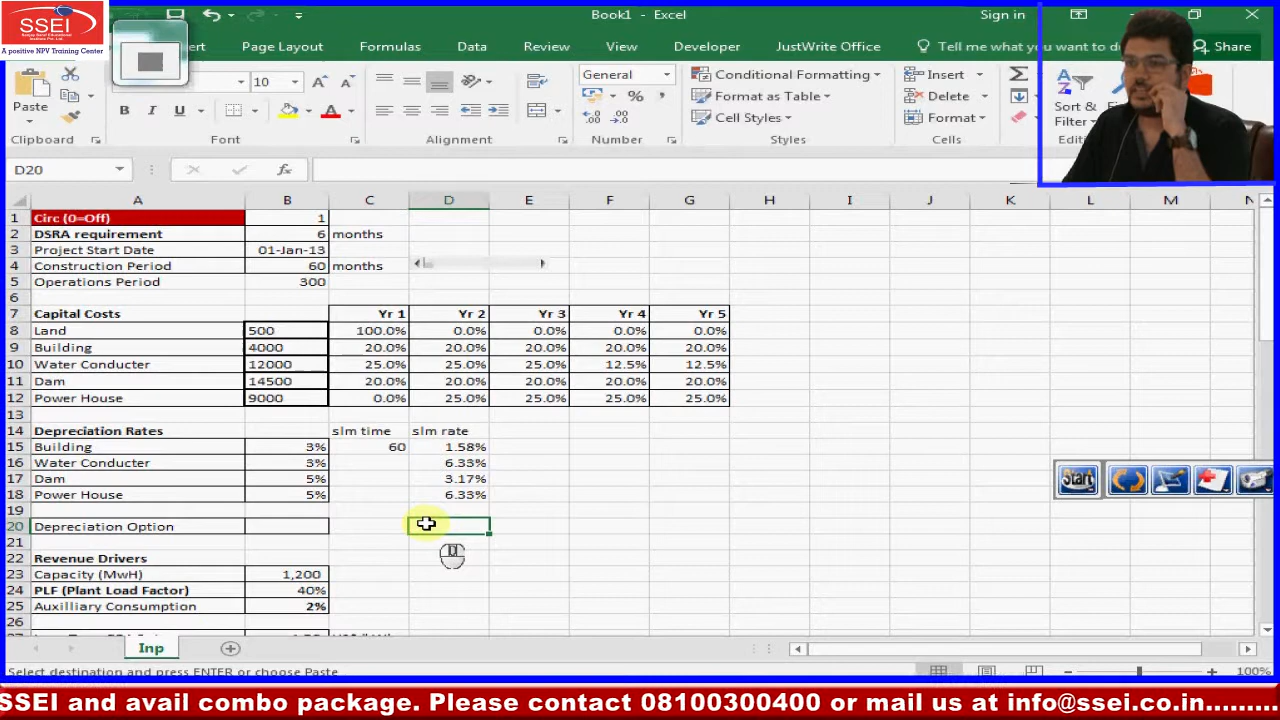 SSEI
Sanjay Saraf Educational
Institute Pvt. Ltd.
A positive NPV Training Center
Book1 - Excel
Sign in
Page Layout
Formulas
Data
Review
View
Developer
JustWrite Office
Tell me what you want to d
Share
Paste
10
General
Conditional Formatting
Format as Table
Cell Styles
Insert
Delete
Format
Sort &
Filter
Clipboard
Font
Alignment
Number
Styles
Cells
D20
fx
A B C D E F G H I J K L M N
1 Circ (0=Off) 1
2 DSRA requirement 6 months
3 Project Start Date 01-Jan-13
4 Construction Period 60 months
5 Operations Period 300
6
7 Capital Costs Yr 1 Yr 2 Yr 3 Yr 4 Yr 5
8 Land 500 100.0% 0.0% 0.0% 0.0% 0.0%
9 Building 4000 20.0% 20.0% 20.0% 20.0% 20.0%
10 Water Conducter 12000 25.0% 25.0% 25.0% 12.5% 12.5%
11 Dam 14500 20.0% 20.0% 20.0% 20.0% 20.0%
12 Power House 9000 0.0% 25.0% 25.0% 25.0% 25.0%
13
14 Depreciation Rates slm time slm rate
15 Building 3% 60 1.58%
16 Water Conducter 3% 6.33%
17 Dam 5% 3.17%
18 Power House 5% 6.33%
19
20 Depreciation Option
21
22 Revenue Drivers
23 Capacity (MwH) 1,200
24 PLF (Plant Load Factor) 40%
25 Auxilliary Consumption 2%
26
Start
Inp
Select destination and press ENTER or choose Paste
100%
SSEI and avail combo package. Please contact 08100300400 or mail us at info@ssei.co.in.........